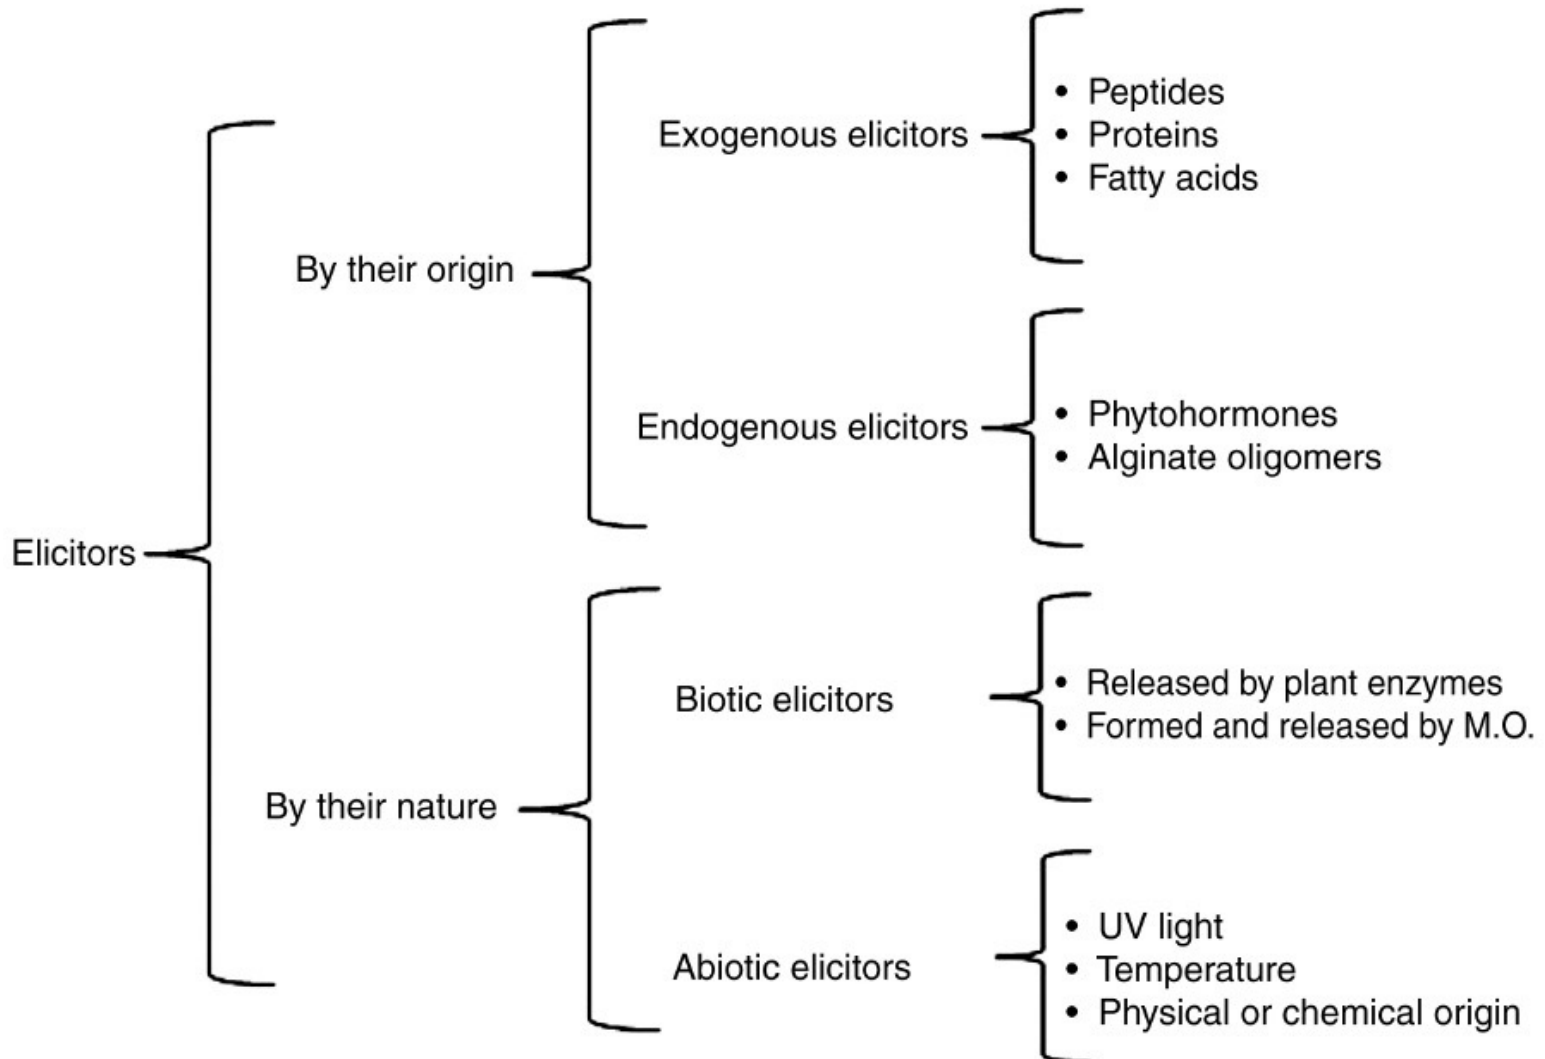 Elicitors
By their origin
Exogenous elicitors
• Peptides
• Proteins
• Fatty acids
Endogenous elicitors
• Phytohormones
• Alginate oligomers
By their nature
Biotic elicitors
• Released by plant enzymes
• Formed and released by M.O.
Abiotic elicitors
• UV light
• Temperature
• Physical or chemical origin